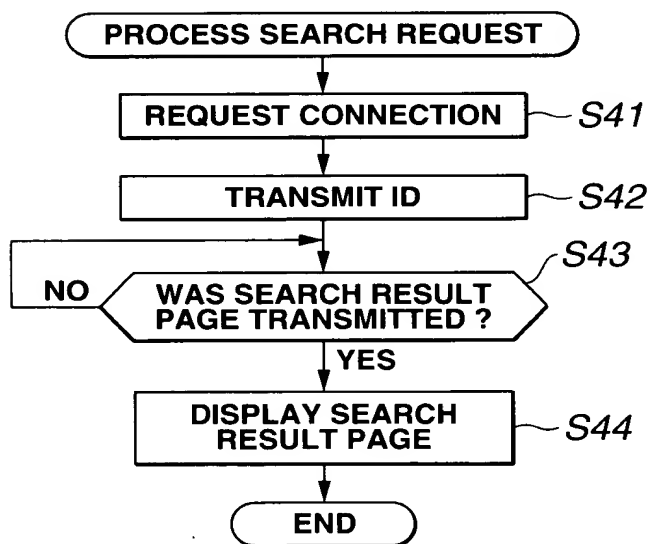 PROCESS SEARCH REQUEST
REQUEST CONNECTION
S41
TRANSMIT ID
S42
S43
NO
WAS SEARCH RESULT
PAGE TRANSMITTED ?
YES
DISPLAY SEARCH
RESULT PAGE
S44
END